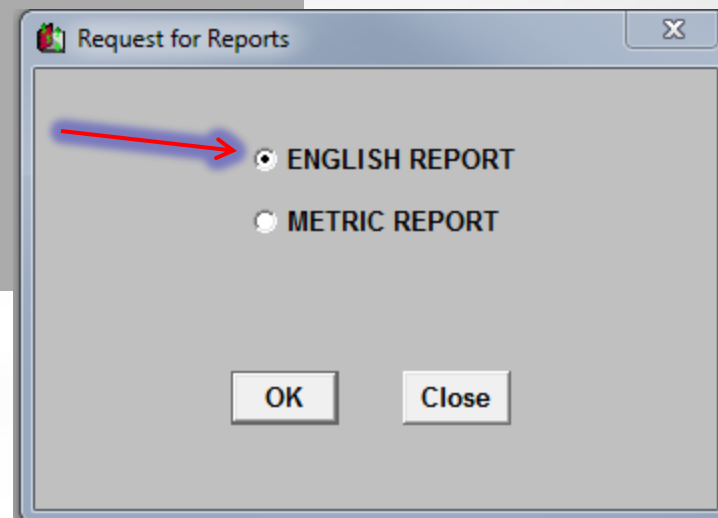 Request for Reports
ENGLISH REPORT
METRIC REPORT
OK Close